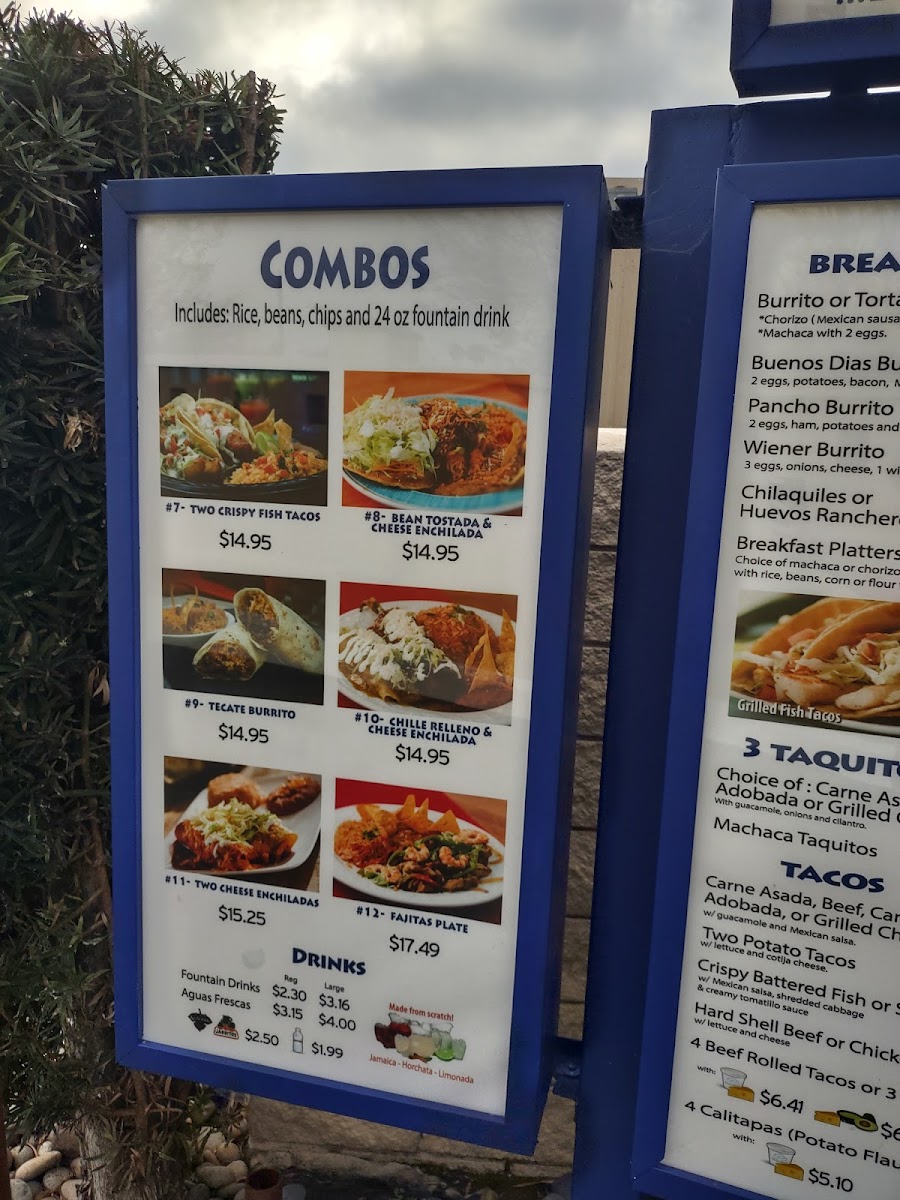 COMBOS
Includes: Rice, beans, chips and 24 oz fountain drink
#7- TWO CRISPY FISH TACOS
$14.95
#8- BEAN TOSTADA &
CHEESE ENCHILADA
$14.95
#9- TECATE BURRITO
$14.95
#10- CHILLE RELLENO &
CHEESE ENCHILADA
$14.95
#11- TWO CHEESE ENCHILADAS
$15.25
#12- FAJITAS PLATE
$17.49
DRINKS
Reg Large
Fountain Drinks $2.30 $3.16
Aguas Frescas $3.15 $4.00
$2.50 $1.99
Made from scratch!
Jamaica - Horchata - Limonada
BREA
Burrito or Torta
*Chorizo (Mexican sausa
*Machaca with 2 eggs.
Buenos Dias Bu
2 eggs, potatoes, bacon,
Pancho Burrito
2 eggs, ham, potatoes and
Wiener Burrito
3 eggs, onions, cheese, 1 wi
Chilaquiles or
Huevos Ranchero
Breakfast Platters
Choice of machaca or chorizo
with rice, beans, corn or flour
Grilled Fish Tacos
3 TAQUITO
Choice of : Carne As
Adobada or Grilled C
With guacamole, onions and cilantro.
Machaca Taquitos
TACOS
Carne Asada, Beef, Car
Adobada, or Grilled Ch
w/ guacamole and Mexican salsa.
Two Potato Tacos
w/ lettuce and cotija cheese.
Crispy Battered Fish or S
w/ Mexican salsa, shredded cabbage
& creamy tomatillo sauce
Hard Shell Beef or Chick
w/ lettuce and cheese
4 Beef Rolled Tacos or 3
with:
$6.41
$6
4 Calitapas (Potato Flau
with:
$5.10